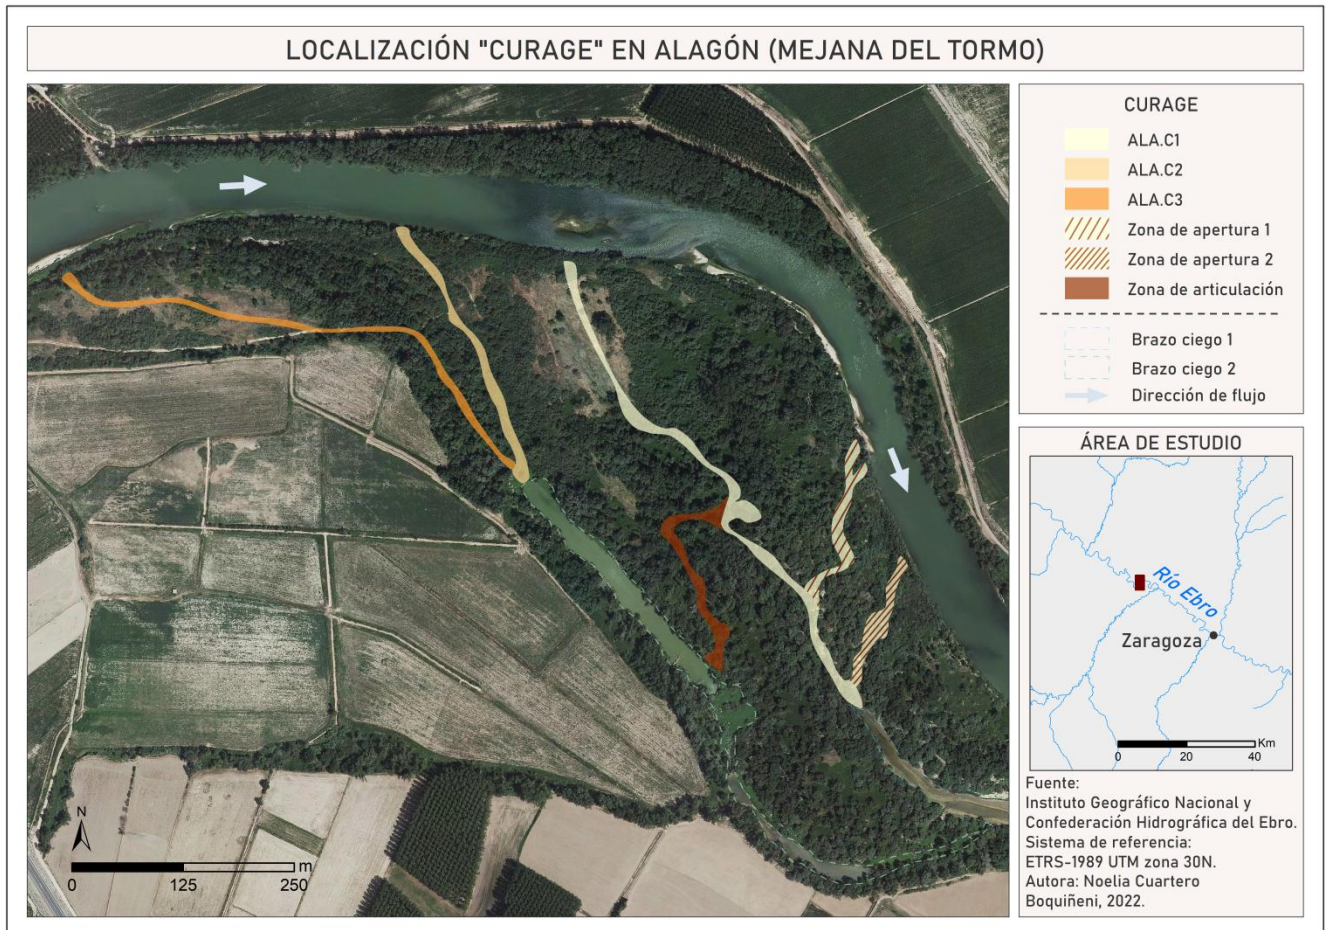 LOCALIZACIÓN "CURAGE" EN ALAGÓN (MEJANA DEL TORMO)
CURAGE
ALA.C1
ALA.C2
ALA.C3
Zona de apertura 1
Zona de apertura 2
Zona de articulación
Brazo ciego 1
Brazo ciego 2
Dirección de flujo
N
m
0 125 250
ÁREA DE ESTUDIO
Río Ebro
Zaragoza
Km
0 20 40
Fuente:
Instituto Geográfico Nacional y
Confederación Hidrográfica del Ebro.
Sistema de referencia:
ETRS-1989 UTM zona 30N.
Autora: Noelia Cuartero
Boquiñeni, 2022.